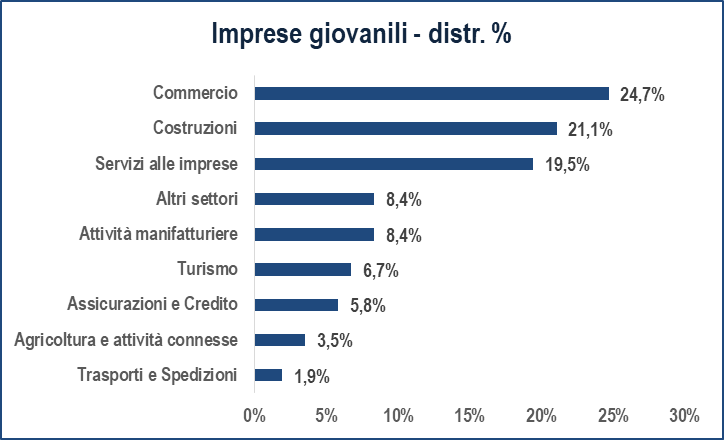 Imprese giovanili - distr. %
Commercio 24,7%
Costruzioni 21,1%
Servizi alle imprese 19,5%
Altri settori 8,4%
Attività manifatturiere 8,4%
Turismo 6,7%
Assicurazioni e Credito 5,8%
Agricoltura e attività connesse 3,5%
Trasporti e Spedizioni 1,9%
0% 5% 10% 15% 20% 25% 30%